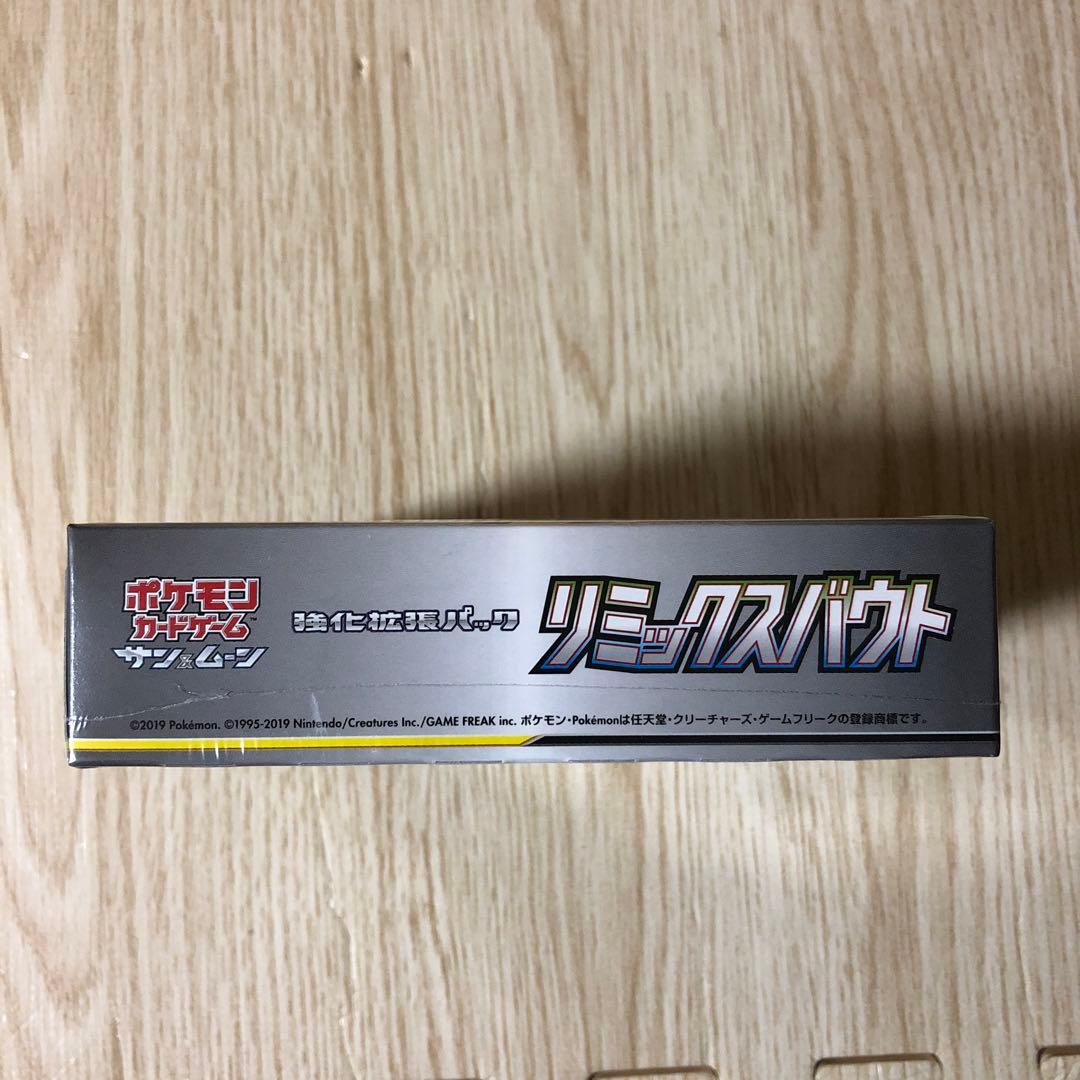 ポケモン
カードゲーム™
サン&ムーン
強化拡張パック
リミックスバウト
©2019 Pokémon. ©1995-2019 Nintendo/Creatures Inc./GAME FREAK inc. ポケモン・Pokémonは任天堂・クリーチャーズ・ゲームフリークの登録商標です。